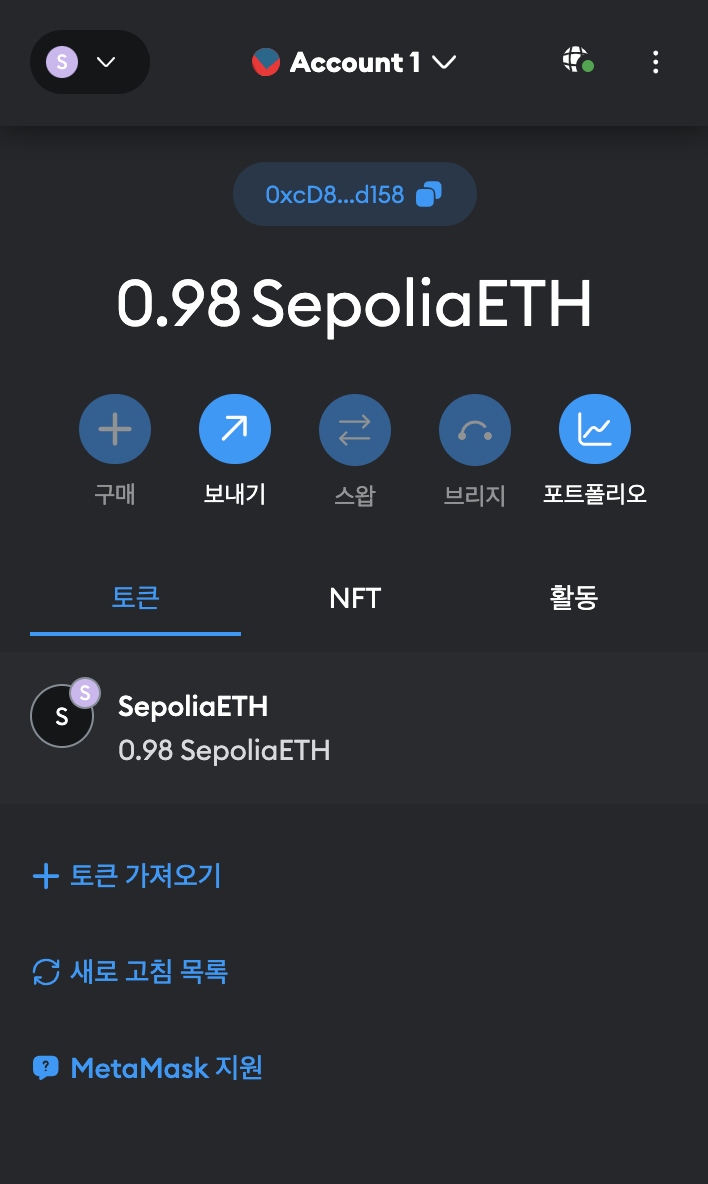 S
Account 1
0xcD8...d158
0.98 SepoliaETH
구매
보내기
스왑
브리지
포트폴리오
토큰
NFT
활동
S
S
SepoliaETH
0.98 SepoliaETH
토큰 가져오기
새로 고침 목록
? MetaMask 지원